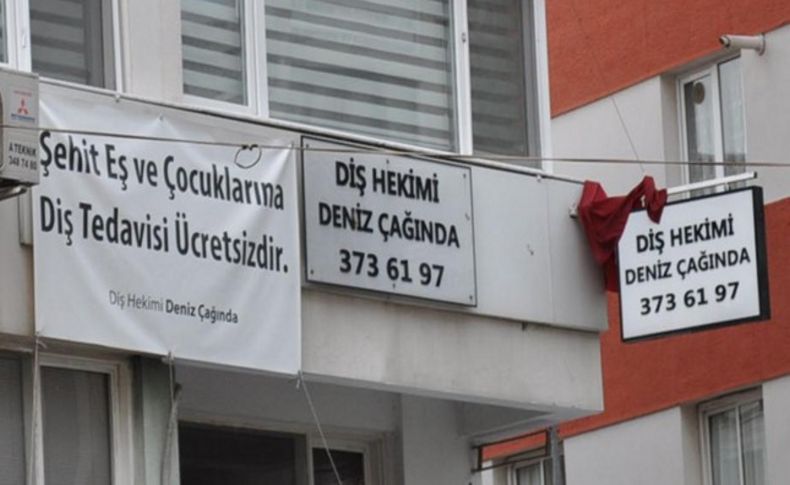 A TEKNİK
Şehit Eş ve Çocuklarına
Diş Tedavisi Ücretsizdir.
Diş Hekimi Deniz Çağında
DİŞ HEKİMİ
DENİZ ÇAĞINDA
373 61 97
DİŞ HEKİMİ
DENİZ ÇAĞINDA
373 61 97